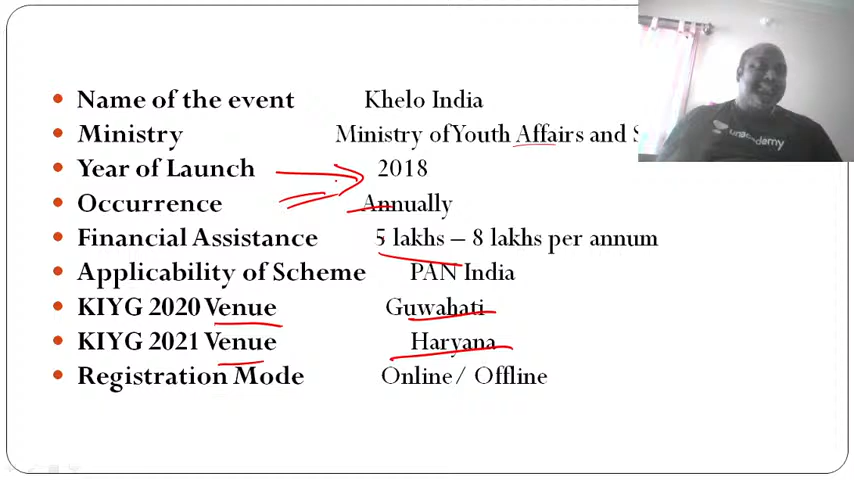 Name of the event Khelo India
Ministry Ministry of Youth Affairs and S
Year of Launch 2018
Occurrence Annually
Financial Assistance 5 lakhs – 8 lakhs per annum
Applicability of Scheme PAN India
KIYG 2020 Venue Guwahati
KIYG 2021 Venue Haryana
Registration Mode Online/ Offline
unacademy